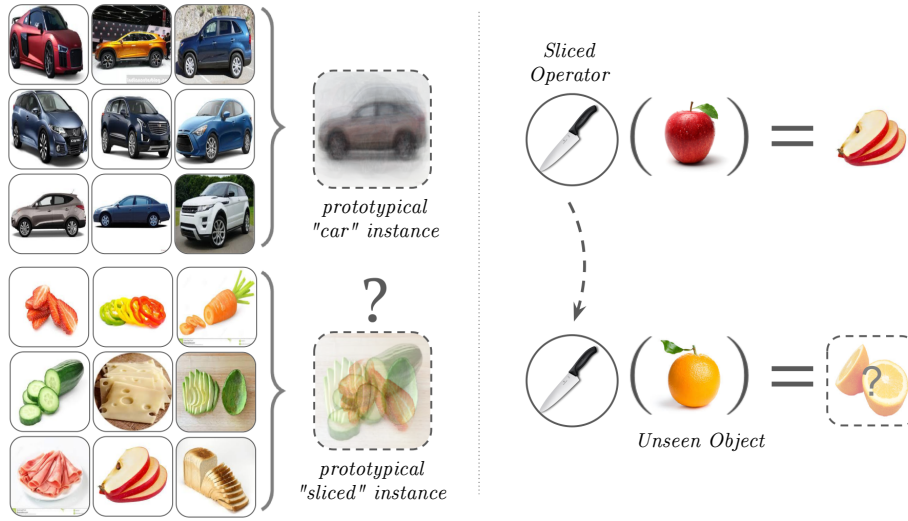 prototypical
"car" instance
?
prototypical
"sliced" instance
Sliced
Operator
( ) =
( ) = ?
Unseen Object